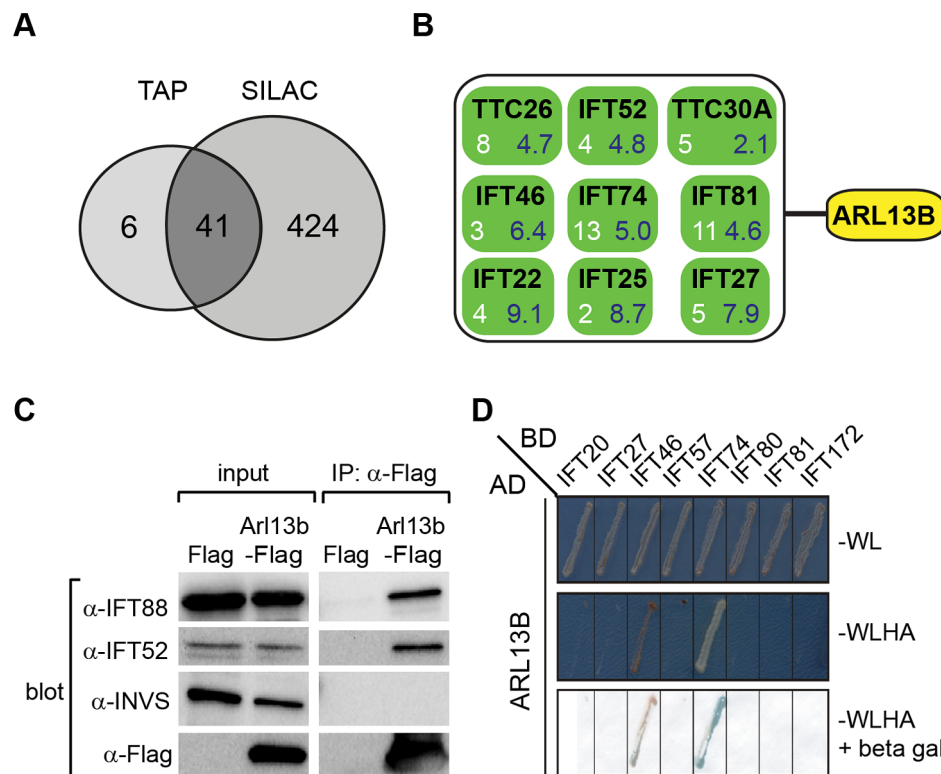 A
TAP SILAC
6 41 424
B
TTC26 IFT52 TTC30A
8 4.7 4 4.8 5 2.1
IFT46 IFT74 IFT81
3 6.4 13 5.0 11 4.6
IFT22 IFT25 IFT27
4 9.1 2 8.7 5 7.9
ARL13B
C
input IP: α-Flag
Arl13b Arl13b
Flag -Flag Flag -Flag
blot
α-IFT88
α-IFT52
α-INVS
α-Flag
D
BD
AD
IFT20 IFT27 IFT46 IFT57 IFT74 IFT80 IFT81 IFT172
ARL13B
-WL
-WLHA
-WLHA
+ beta gal